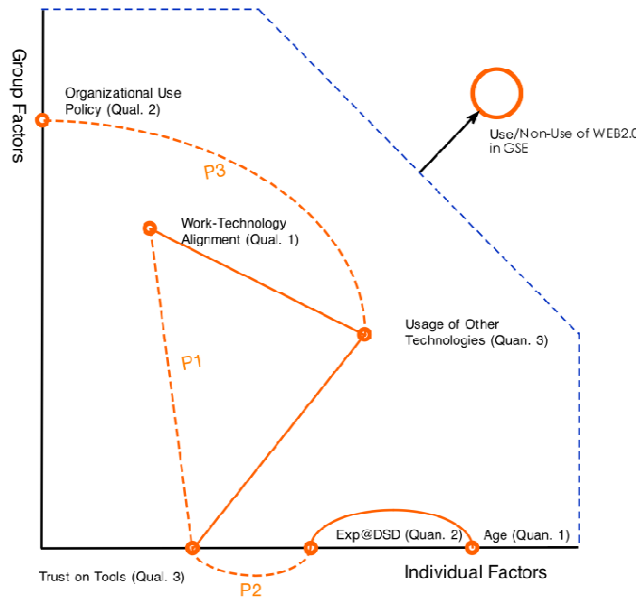 Group Factors
Organizational Use
Policy (Qual. 2)
Use/Non-Use of WEB2.0
in GSE
P3
Work-Technology
Alignment (Qual. 1)
Usage of Other
Technologies (Quan. 3)
P1
Exp@DSD (Quan. 2)
Age (Quan. 1)
Trust on Tools (Qual. 3)
P2
Individual Factors